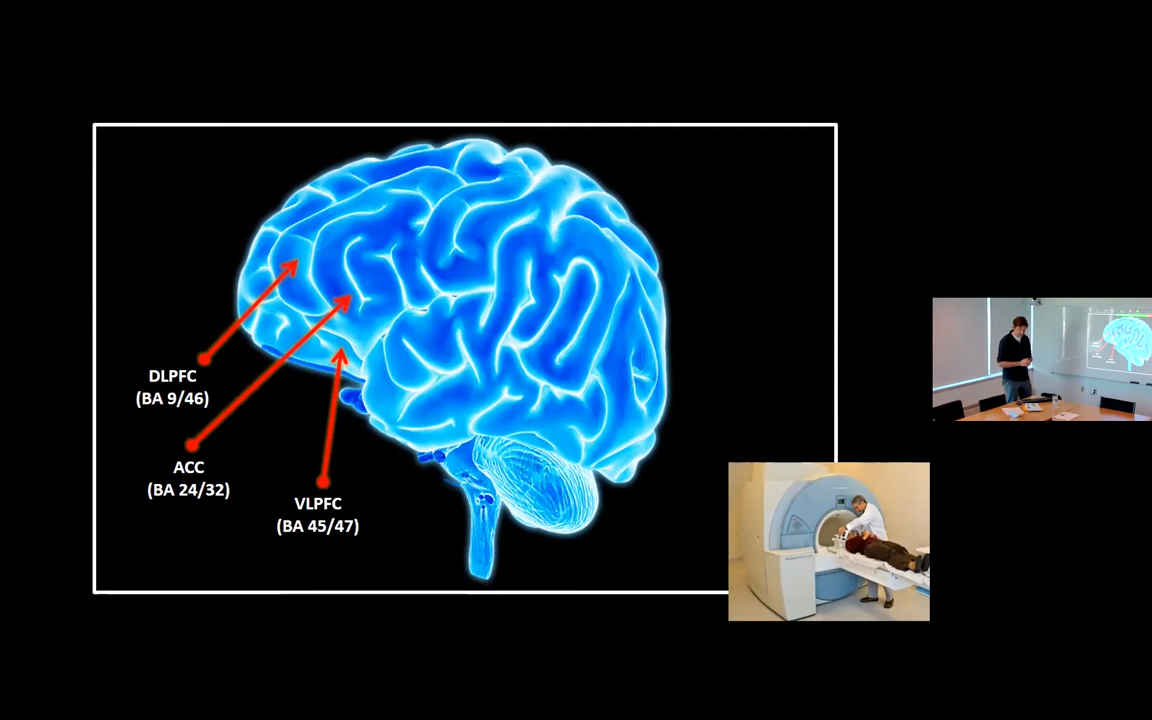 DLPFC
(BA 9/46)
ACC
(BA 24/32)
VLPFC
(BA 45/47)